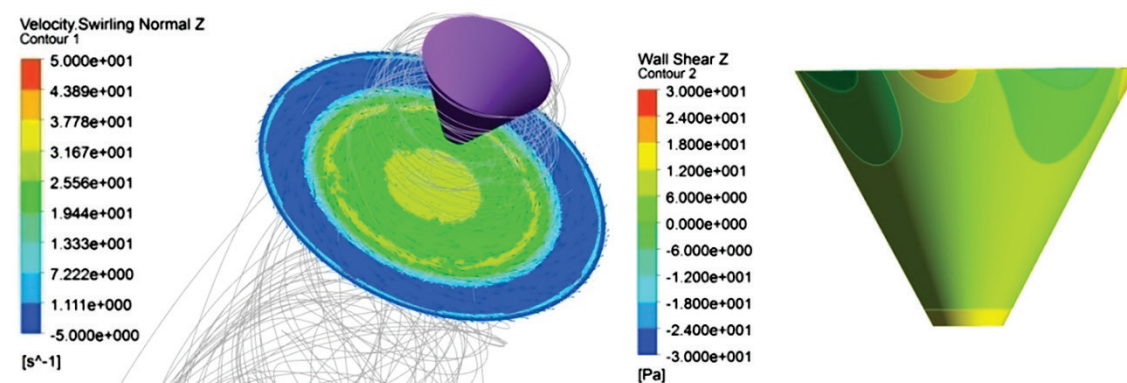 Velocity.Swirling Normal Z
Contour 1
5.000e+001
4.389e+001
3.778e+001
3.167e+001
2.556e+001
1.944e+001
1.333e+001
7.222e+000
1.111e+000
-5.000e+000
[s^-1]
Wall Shear Z
Contour 2
3.000e+001
2.400e+001
1.800e+001
1.200e+001
6.000e+000
0.000e+000
-6.000e+000
-1.200e+001
-1.800e+001
-2.400e+001
-3.000e+001
[Pa]